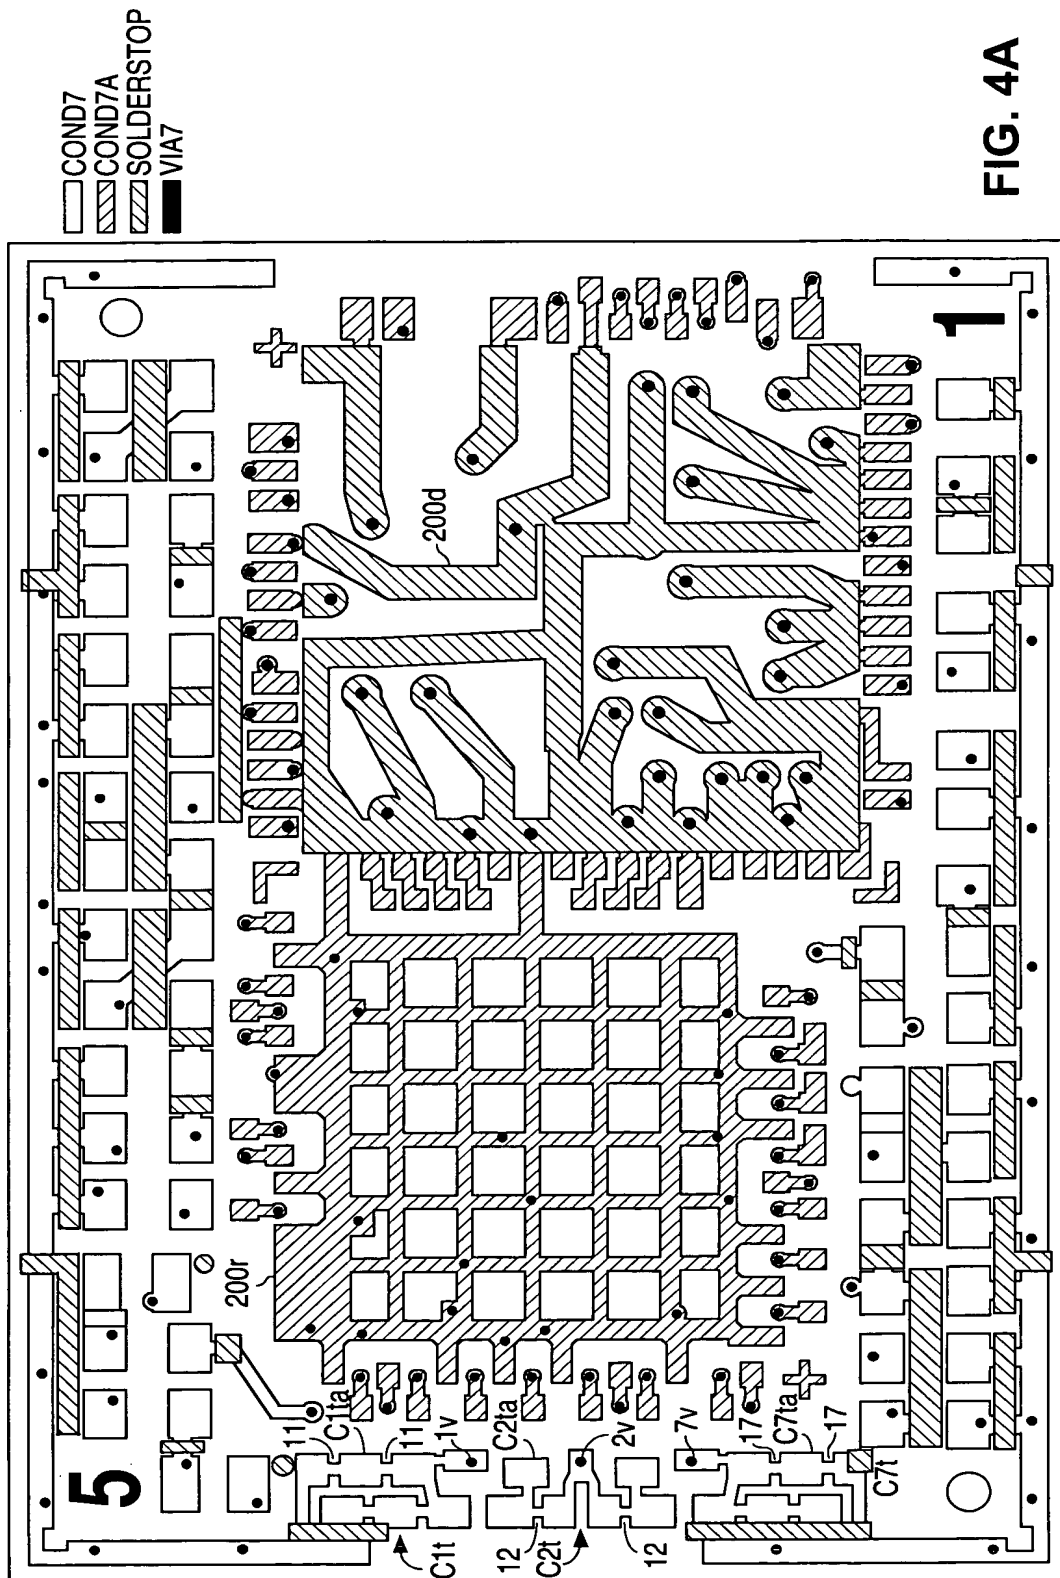 COND7
COND7A
SOLDERSTOP
VIA7
FIG. 4A
5
1
200d
200r
11
C1ta
11
1v
C2ta
2v
7v
17
C7ta
17
C1t
12
C2t
12
C7t